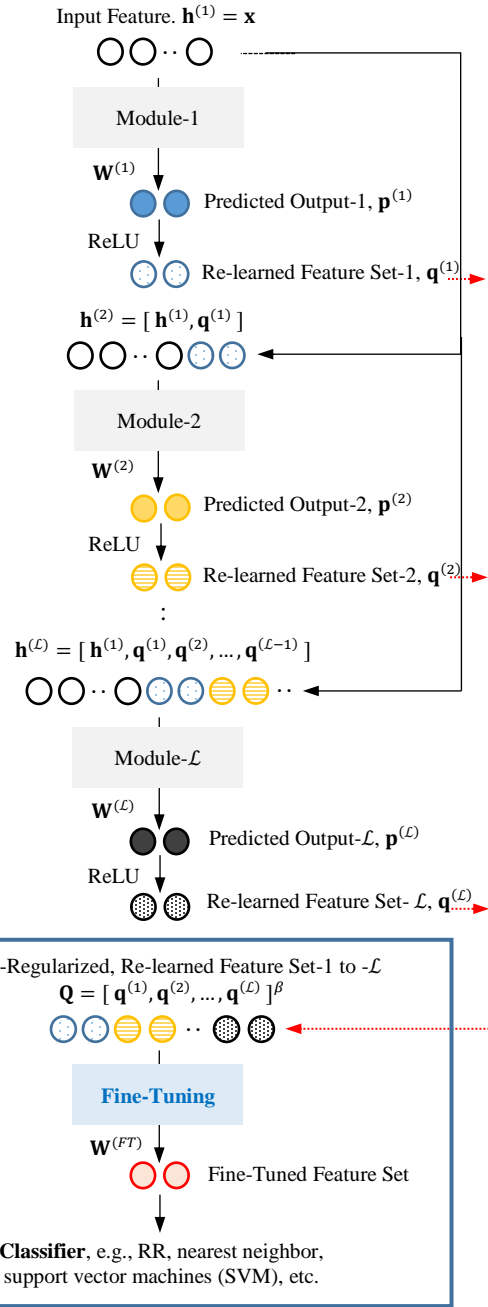 Input Feature. h^(1) = x
Module-1
W^(1)
Predicted Output-1, p^(1)
ReLU
Re-learned Feature Set-1, q^(1)
h^(2) = [ h^(1), q^(1) ]
Module-2
W^(2)
Predicted Output-2, p^(2)
ReLU
Re-learned Feature Set-2, q^(2)
:
h^(ℒ) = [ h^(1), q^(1), q^(2), …, q^(ℒ−1) ]
Module-ℒ
W^(ℒ)
Predicted Output-ℒ, p^(ℒ)
ReLU
Re-learned Feature Set- ℒ, q^(ℒ)
-Regularized, Re-learned Feature Set-1 to -ℒ
Q = [ q^(1), q^(2), …, q^(ℒ) ]^β
Fine-Tuning
W^(FT)
Fine-Tuned Feature Set
Classifier, e.g., RR, nearest neighbor,
support vector machines (SVM), etc.